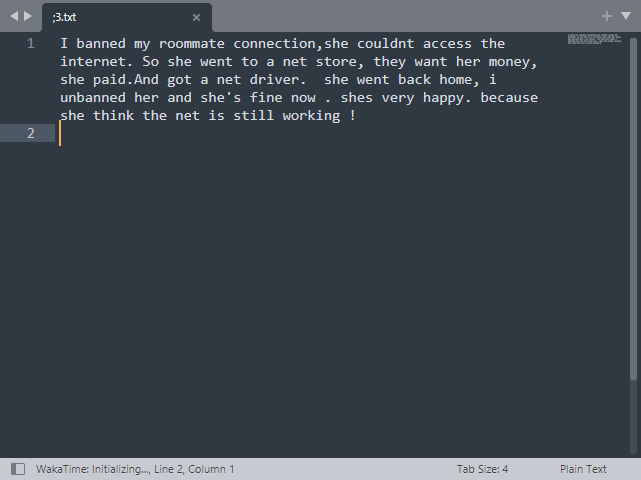 ;3.txt
1 I banned my roommate connection,she couldnt access the
internet. So she went to a net store, they want her money,
she paid.And got a net driver.  she went back home, i
unbanned her and she's fine now . shes very happy. because
she think the net is still working !
2
WakaTime: Initializing..., Line 2, Column 1 Tab Size: 4 Plain Text